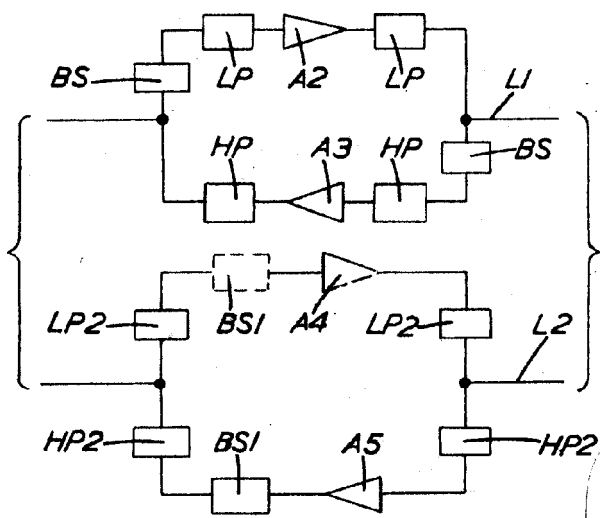 LP A2 LP
BS L1
HP A3 HP BS
LP2 BS1 A4 LP2 L2
HP2 BS1 A5 HP2